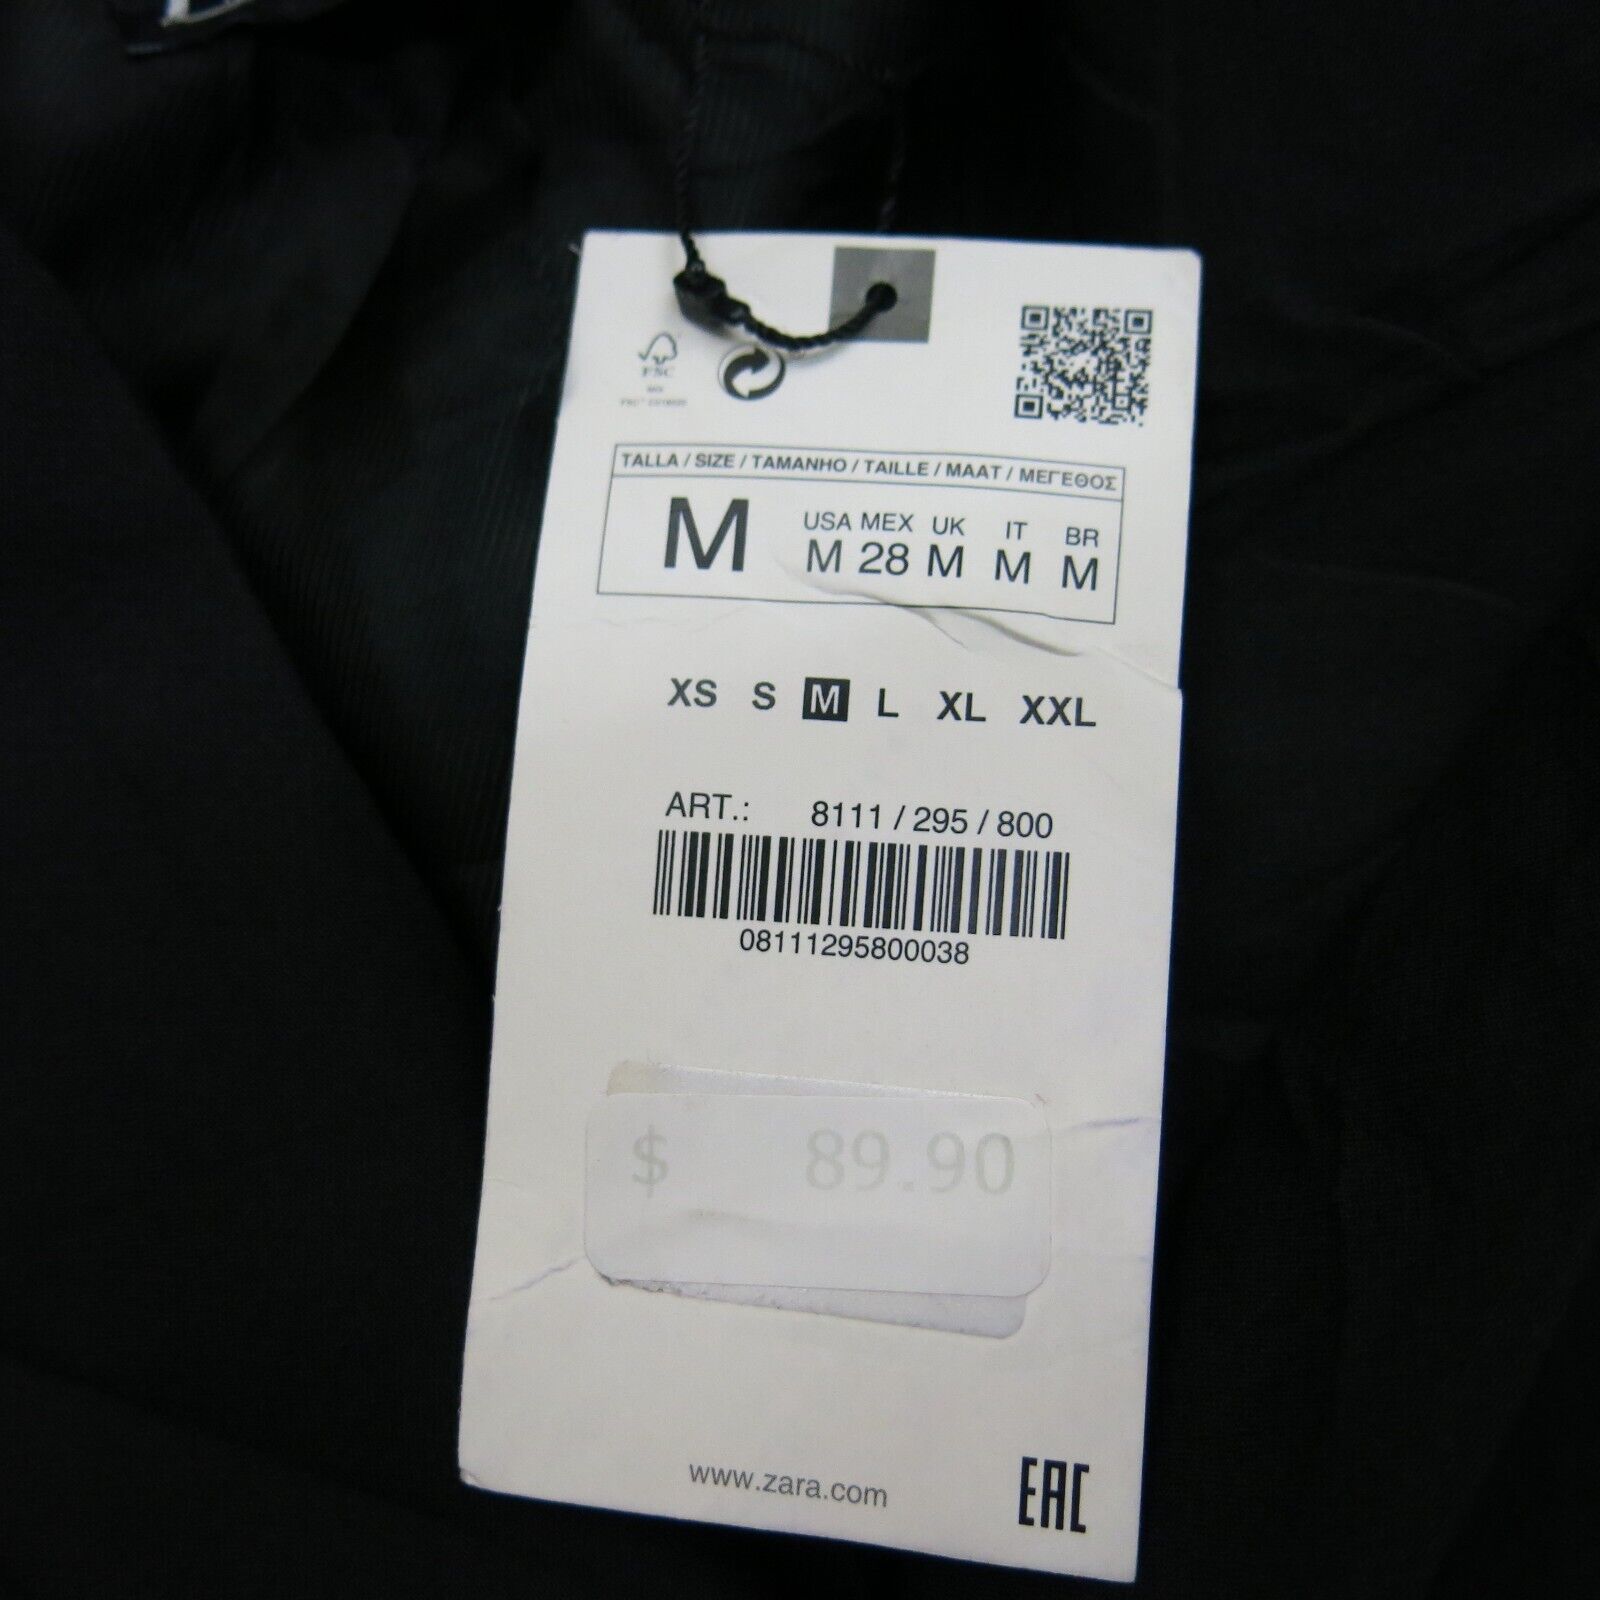 FSC
TALLA / SIZE / TAMANHO / TAILLE / MAAT / ΜΕΓΕΘΟΣ
M
USA MEX UK IT BR
M 28 M M M
XS S M L XL XXL
ART.: 8111 / 295 / 800
08111295800038
$ 89.90
www.zara.com
EAC